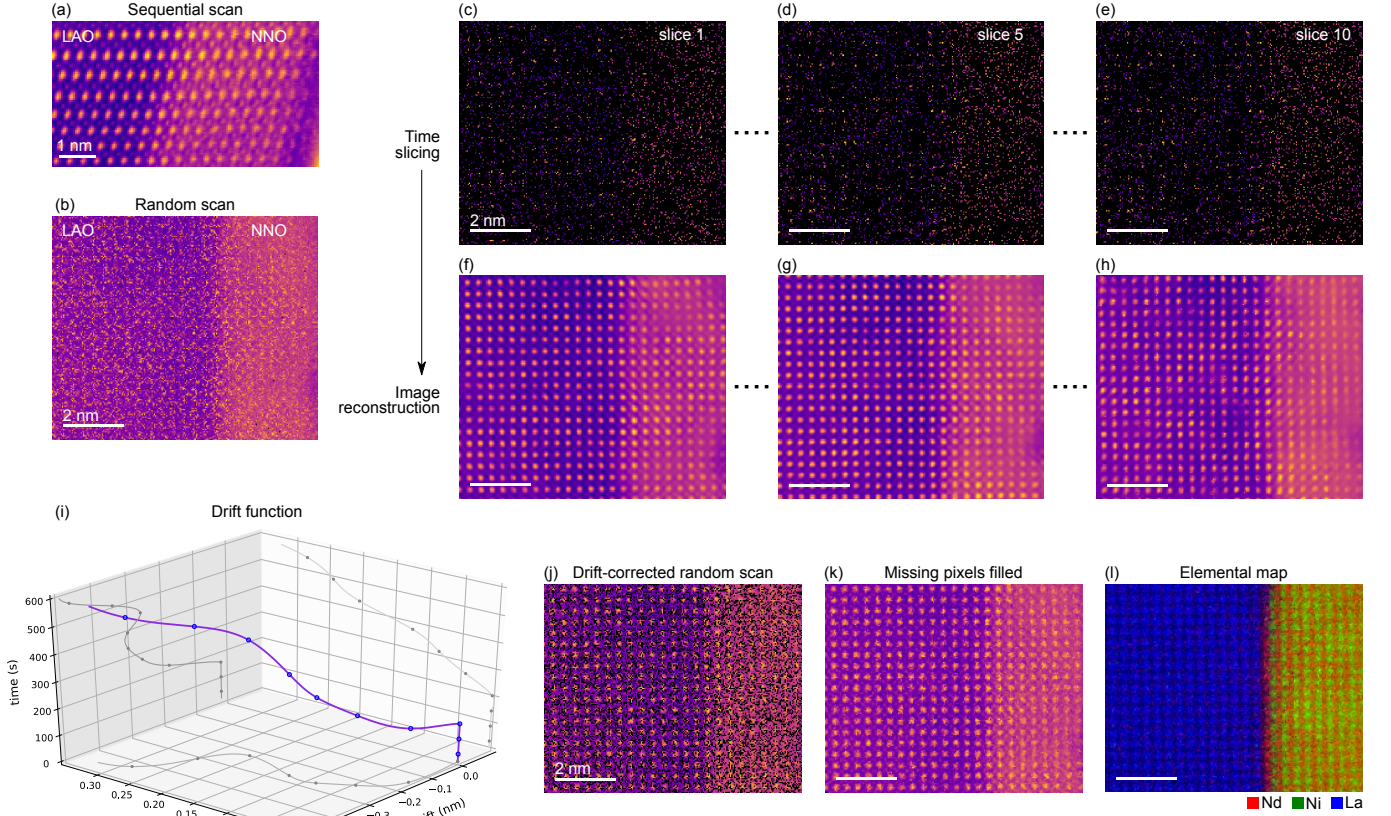 (a) Sequential scan
LAO NNO
1 nm
(b) Random scan
LAO NNO
2 nm
Time
slicing
Image
reconstruction
(c) slice 1
2 nm
(d) slice 5
(e) slice 10
(f)
(g)
(h)
(i) Drift function
time (s)
600
500
400
300
200
100
0
0.30
0.25
0.20
0.15
0.0
−0.1
−0.2
(nm)
(j) Drift-corrected random scan
2 nm
(k) Missing pixels filled
(l) Elemental map
Nd Ni La